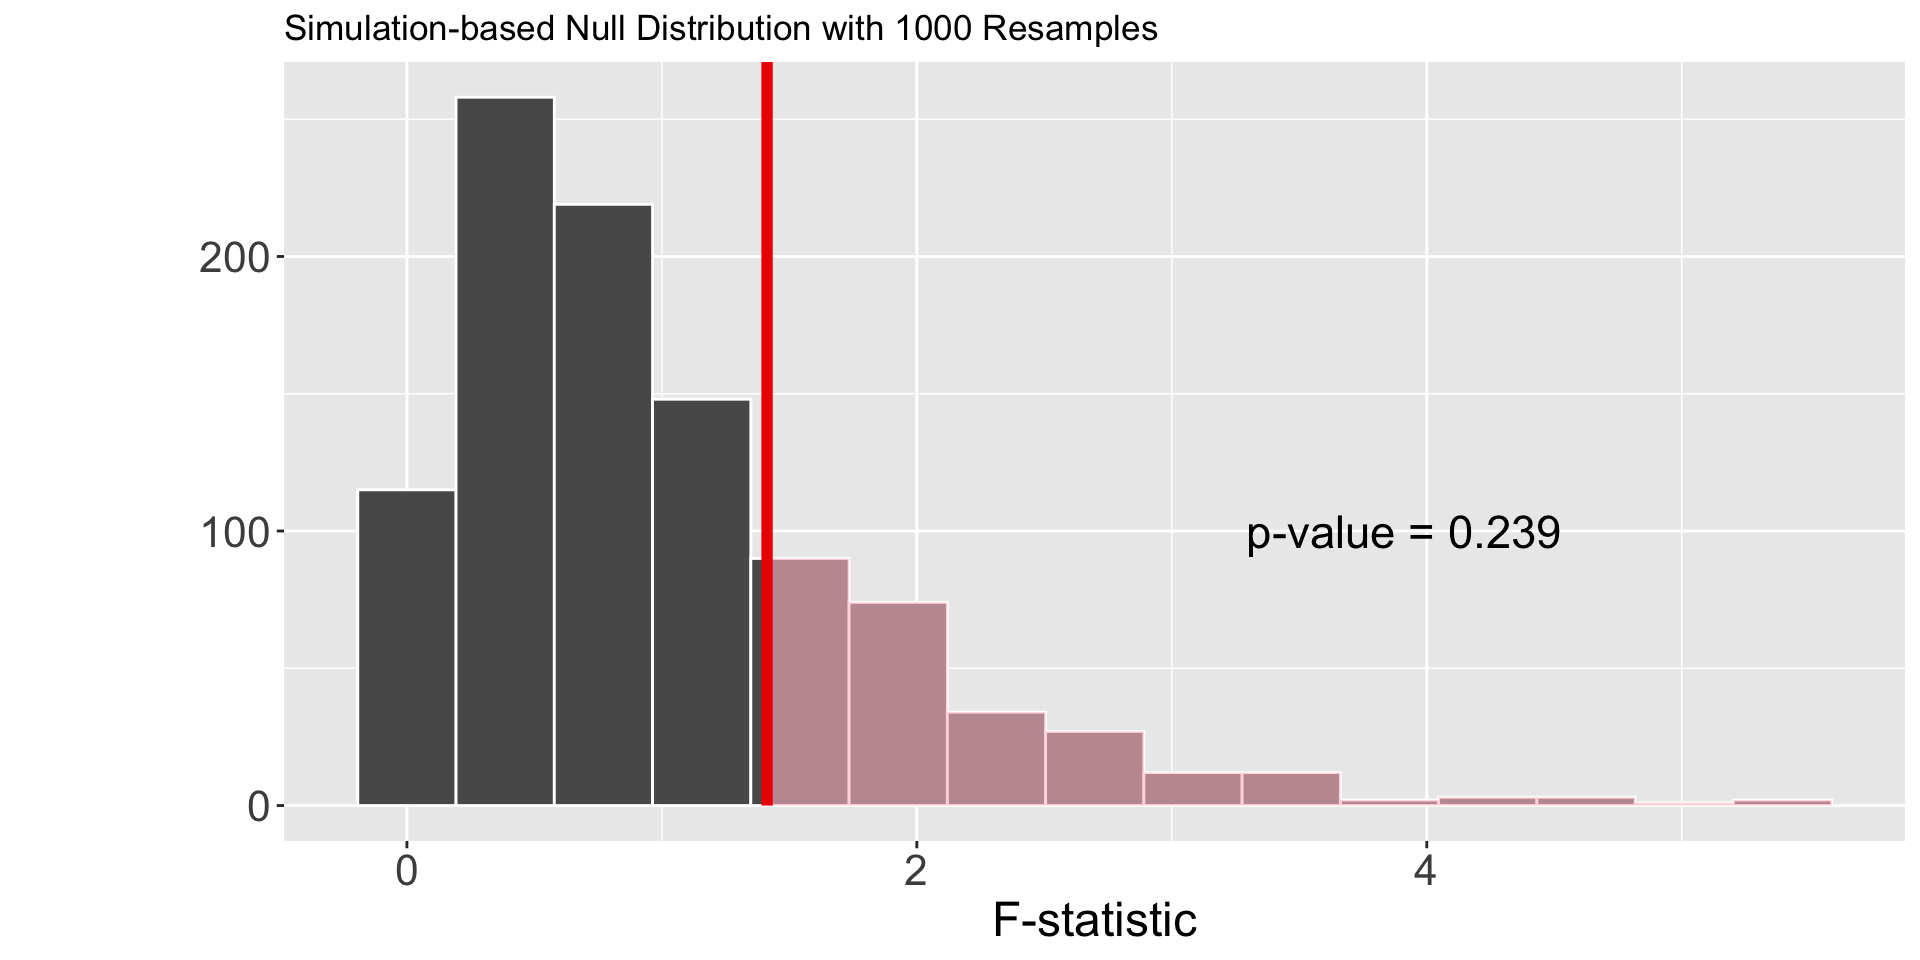 Simulation-based Null Distribution with 1000 Resamples
200
100
p-value = 0.239
0
0 2 4
F-statistic